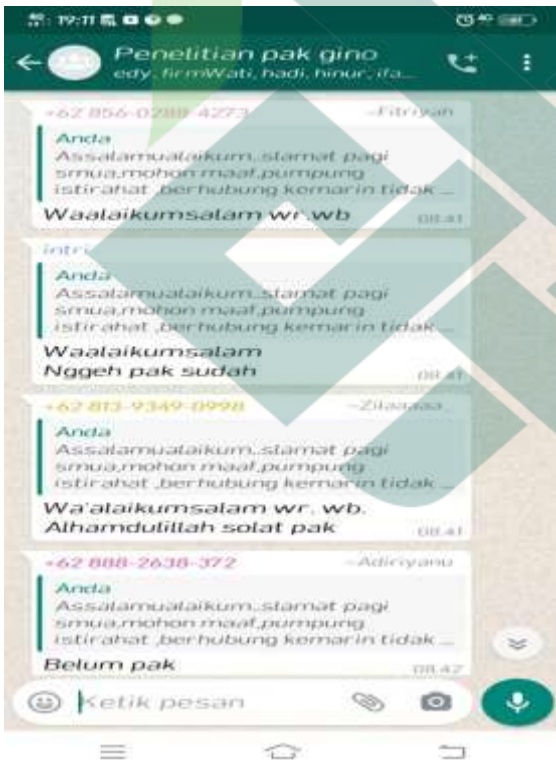 19:11
Penelitian pak gino
edy, firmWati, hadi, hinur, ifa...
+62 856-0288-4273 ~Fitriyah
Anda
Assalamualaikum..slamat pagi
smua,mohon maaf,pumpung
istirahat ,berhubung kemarin tidak ...
Waalaikumsalam wr.wb 08.41
intri
Anda
Assalamualaikum..slamat pagi
smua,mohon maaf,pumpung
istirahat ,berhubung kemarin tidak ...
Waalaikumsalam
Nggeh pak sudah 08.41
+62 813-9349-0998 ~Zilaaaaa_
Anda
Assalamualaikum..slamat pagi
smua,mohon maaf,pumpung
istirahat ,berhubung kemarin tidak ...
Wa'alaikumsalam wr. wb.
Alhamdulillah solat pak 08.41
+62 888-2638-372 ~Adiriyanu
Anda
Assalamualaikum..slamat pagi
smua,mohon maaf,pumpung
istirahat ,berhubung kemarin tidak ...
Belum pak 08.42
Ketik pesan